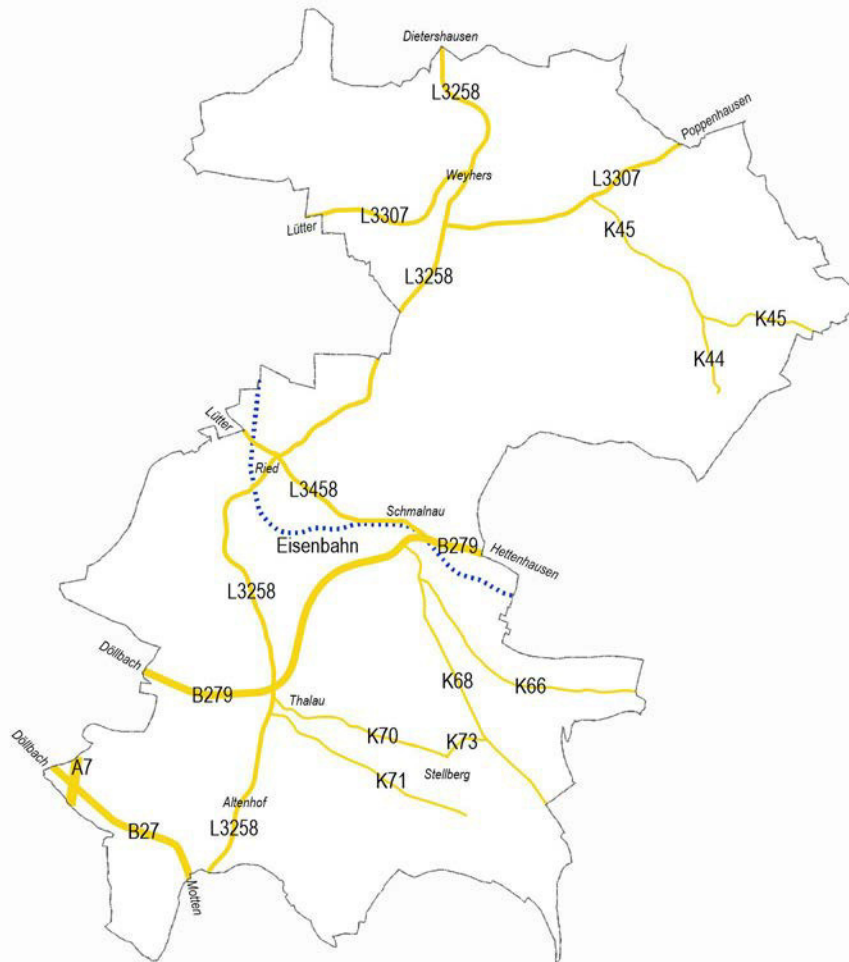 Dietershausen
L3258
Poppenhausen
Weyhers
L3307
L3307
Lütter
K45
L3258
K45
K44
Lütter
Ried
L3458
Schmalnau
Eisenbahn
B279
Hettenhausen
L3258
Döllbach
B279
K68
K66
Thalau
K70
K73
Döllbach
A7
K71
Stellberg
Altenhof
B27
L3258
Motten